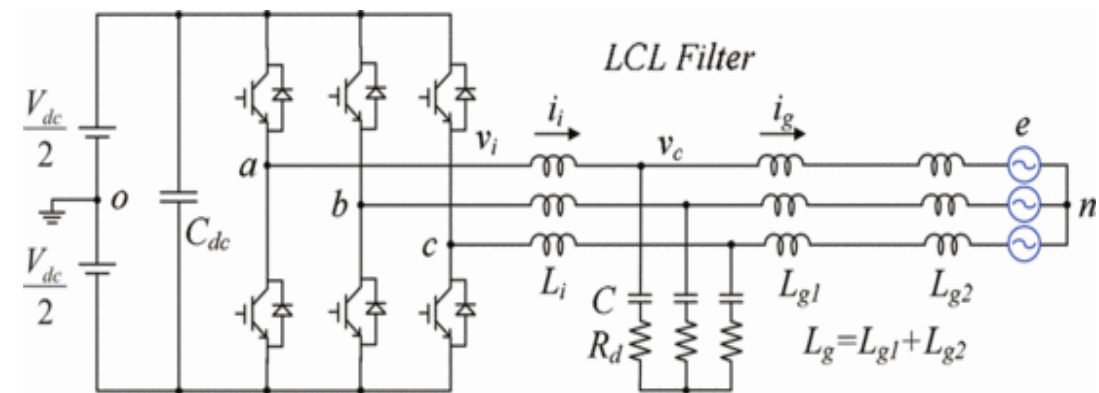 LCL Filter
V_dc
2
o
V_dc
2
C_dc
a
b
c
v_i
i_i
v_c
i_g
e
n
L_i
C
R_d
L_g1
L_g2
L_g=L_g1+L_g2